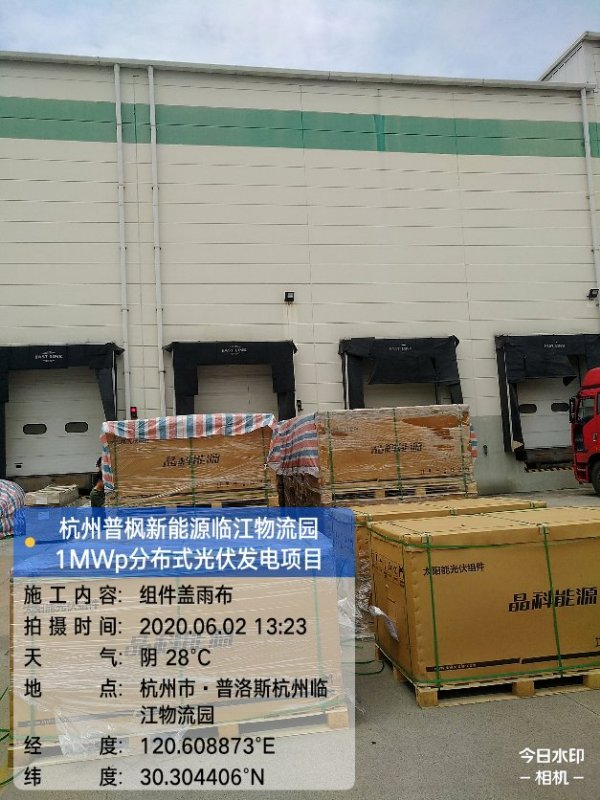 EAST LINK
EAST LINK
晶科能源
晶科能源
太阳能光伏组件
晶科能源
杭州普枫新能源临江物流园
1MWp分布式光伏发电项目
施工内容: 组件盖雨布
拍摄时间: 2020.06.02 13:23
天气: 阴 28°C
地点: 杭州市·普洛斯杭州临
江物流园
经度: 120.608873°E
纬度: 30.304406°N
今日水印
－相机－